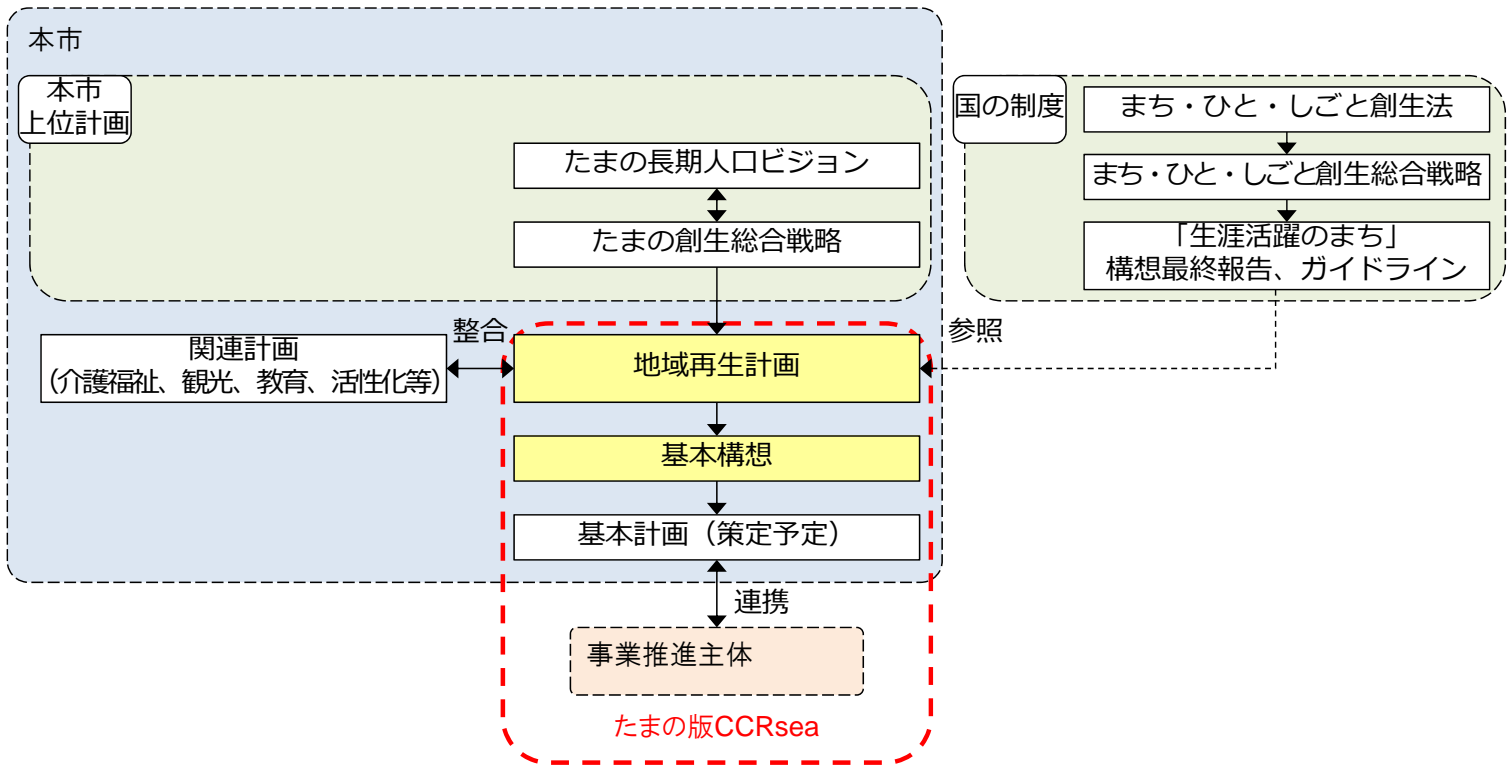 本市
本市
上位計画
たまの長期人口ビジョン
たまの創生総合戦略
国の制度
まち・ひと・しごと創生法
まち・ひと・しごと創生総合戦略
「生涯活躍のまち」
構想最終報告、ガイドライン
関連計画
（介護福祉、観光、教育、活性化等）
整合
地域再生計画
参照
基本構想
基本計画（策定予定）
連携
事業推進主体
たまの版CCRsea